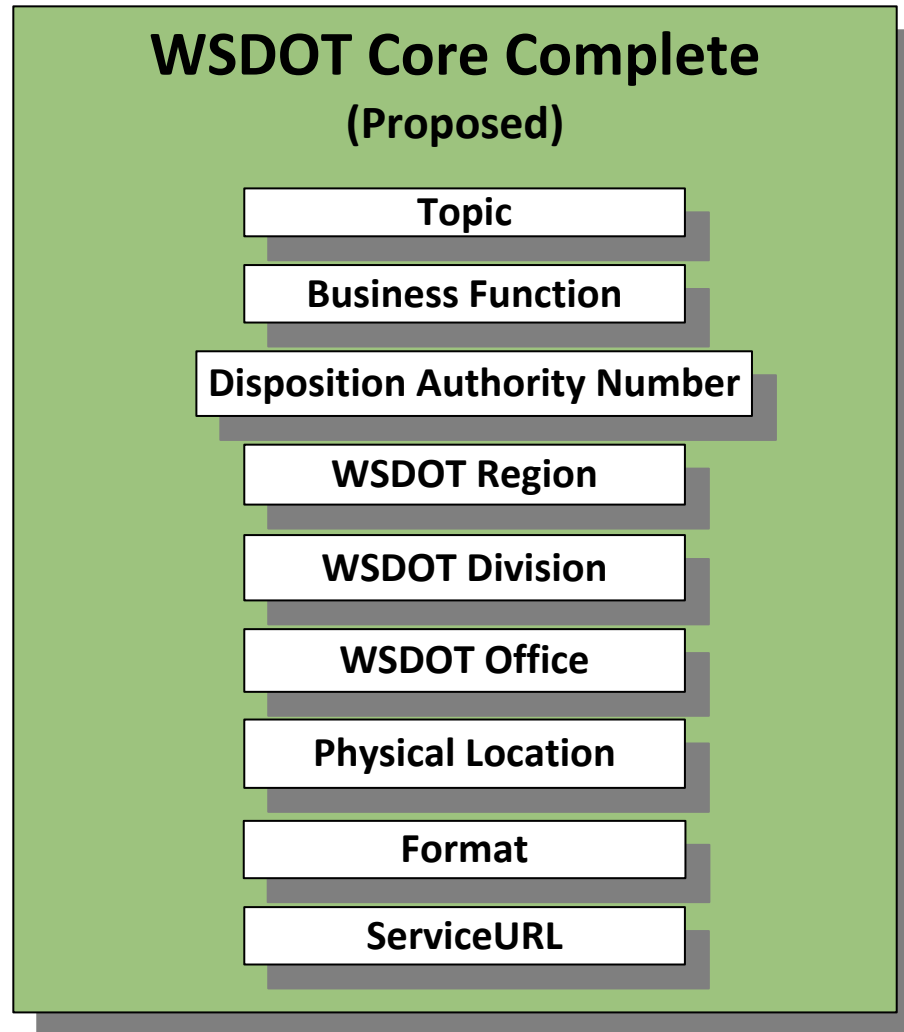 WSDOT Core Complete
(Proposed)
Topic
Business Function
Disposition Authority Number
WSDOT Region
WSDOT Division
WSDOT Office
Physical Location
Format
ServiceURL